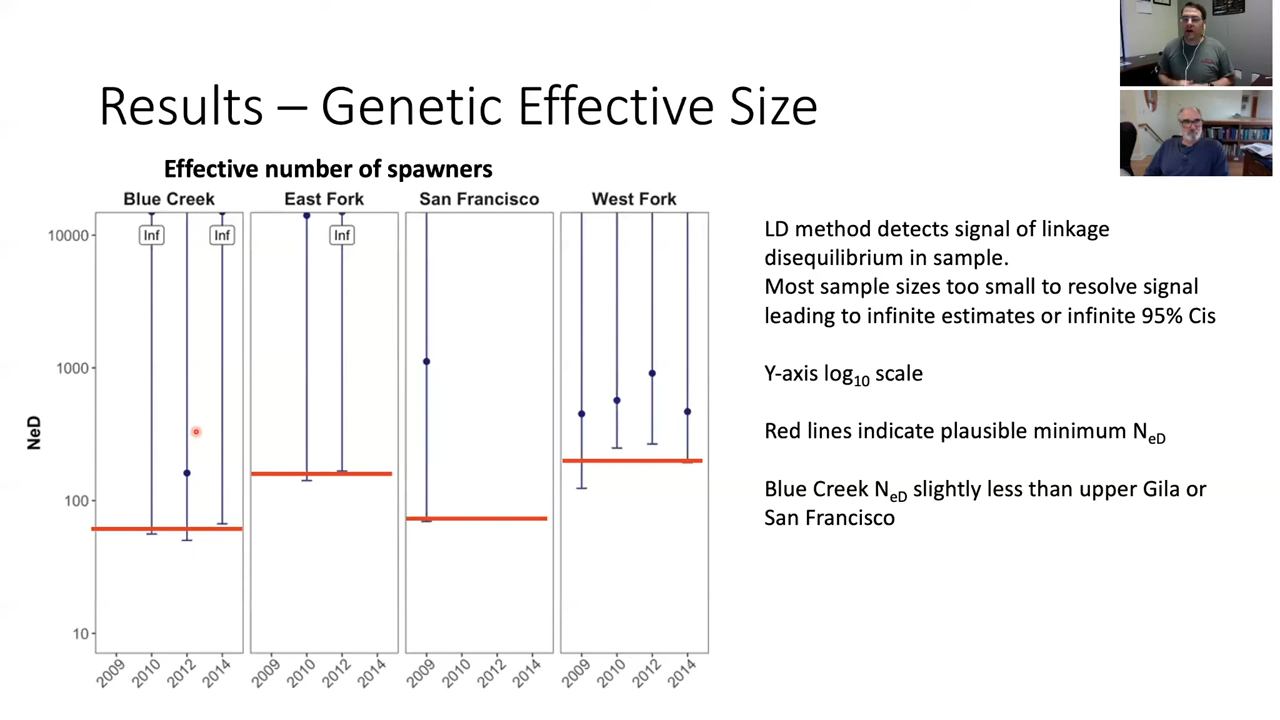 Results – Genetic Effective Size
Effective number of spawners
Blue Creek
East Fork
San Francisco
West Fork
NeD
10000
1000
100
10
Inf
Inf
Inf
2009
2010
2012
2014
2009
2010
2012
2014
2009
2010
2012
2014
2009
2010
2012
2014
LD method detects signal of linkage
disequilibrium in sample.
Most sample sizes too small to resolve signal
leading to infinite estimates or infinite 95% Cis
Y-axis log10 scale
Red lines indicate plausible minimum NeD
Blue Creek NeD slightly less than upper Gila or
San Francisco